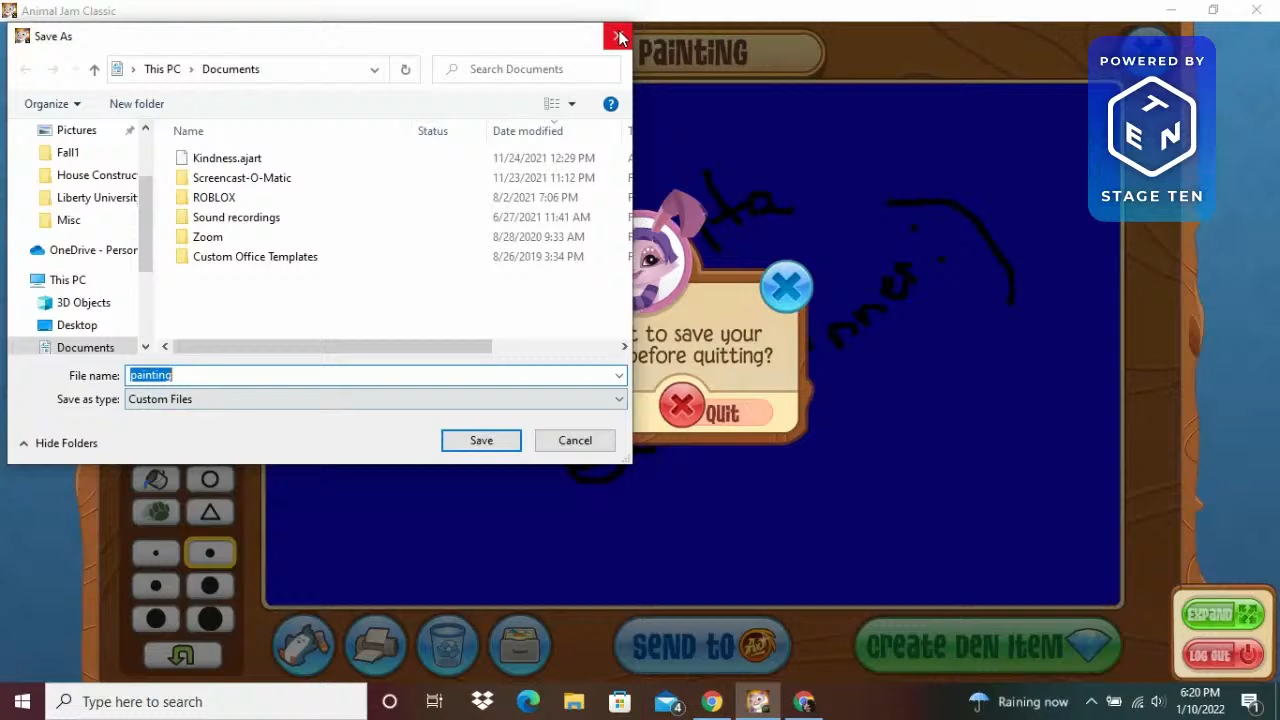 Animal Jam Classic
Save As
PAINTING
POWERED BY
TEN
STAGE TEN
This PC > Documents
Search Documents
Organize
New folder
Name
Status
Date modified
Pictures
Kindness.ajart 11/24/2021 12:29 PM
Fall1
Screencast-O-Matic 11/23/2021 11:12 PM
House Construc
ROBLOX 8/2/2021 7:06 PM
Liberty Universit
Sound recordings 6/27/2021 11:41 AM
Misc
Zoom 8/28/2020 9:33 AM
OneDrive - Person
Custom Office Templates 8/26/2019 3:34 PM
This PC
3D Objects
Desktop
Documents
t to save your
before quitting?
Quit
File name: painting
Save as type: Custom Files
Hide Folders
Save
Cancel
SEND TO AJ
CREATE DEN ITEM
EXPAND
LOG OUT
Type here to search
4
Raining now
6:20 PM
1/10/2022
1